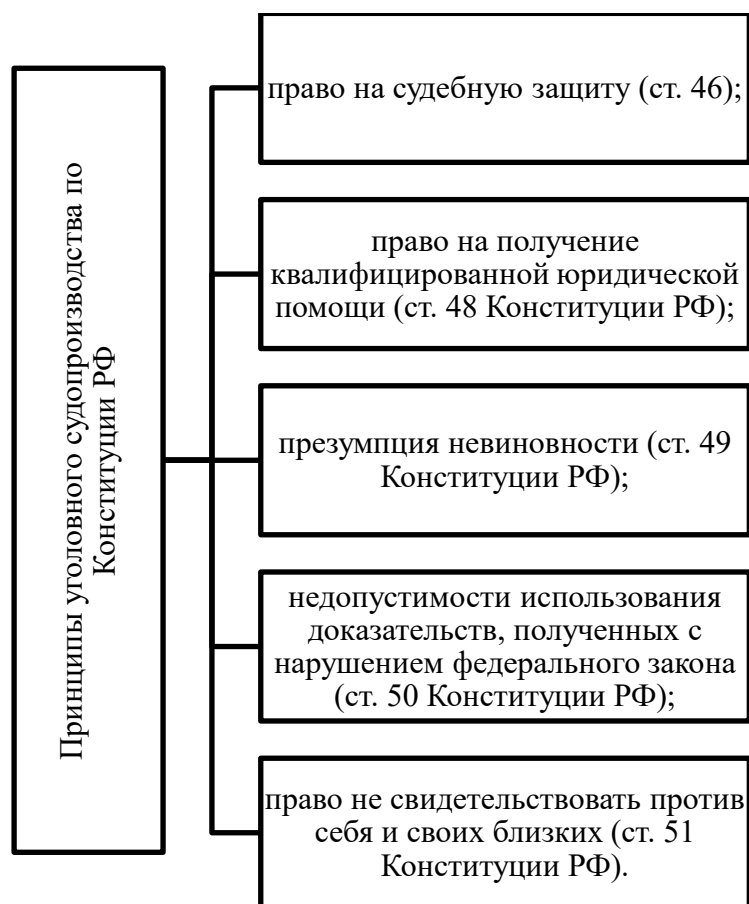 Принципы уголовного судопроизводства по
Конституции РФ
право на судебную защиту (ст. 46);
право на получение
квалифицированной юридической
помощи (ст. 48 Конституции РФ);
презумпция невиновности (ст. 49
Конституции РФ);
недопустимости использования
доказательств, полученных с
нарушением федерального закона
(ст. 50 Конституции РФ);
право не свидетельствовать против
себя и своих близких (ст. 51
Конституции РФ).